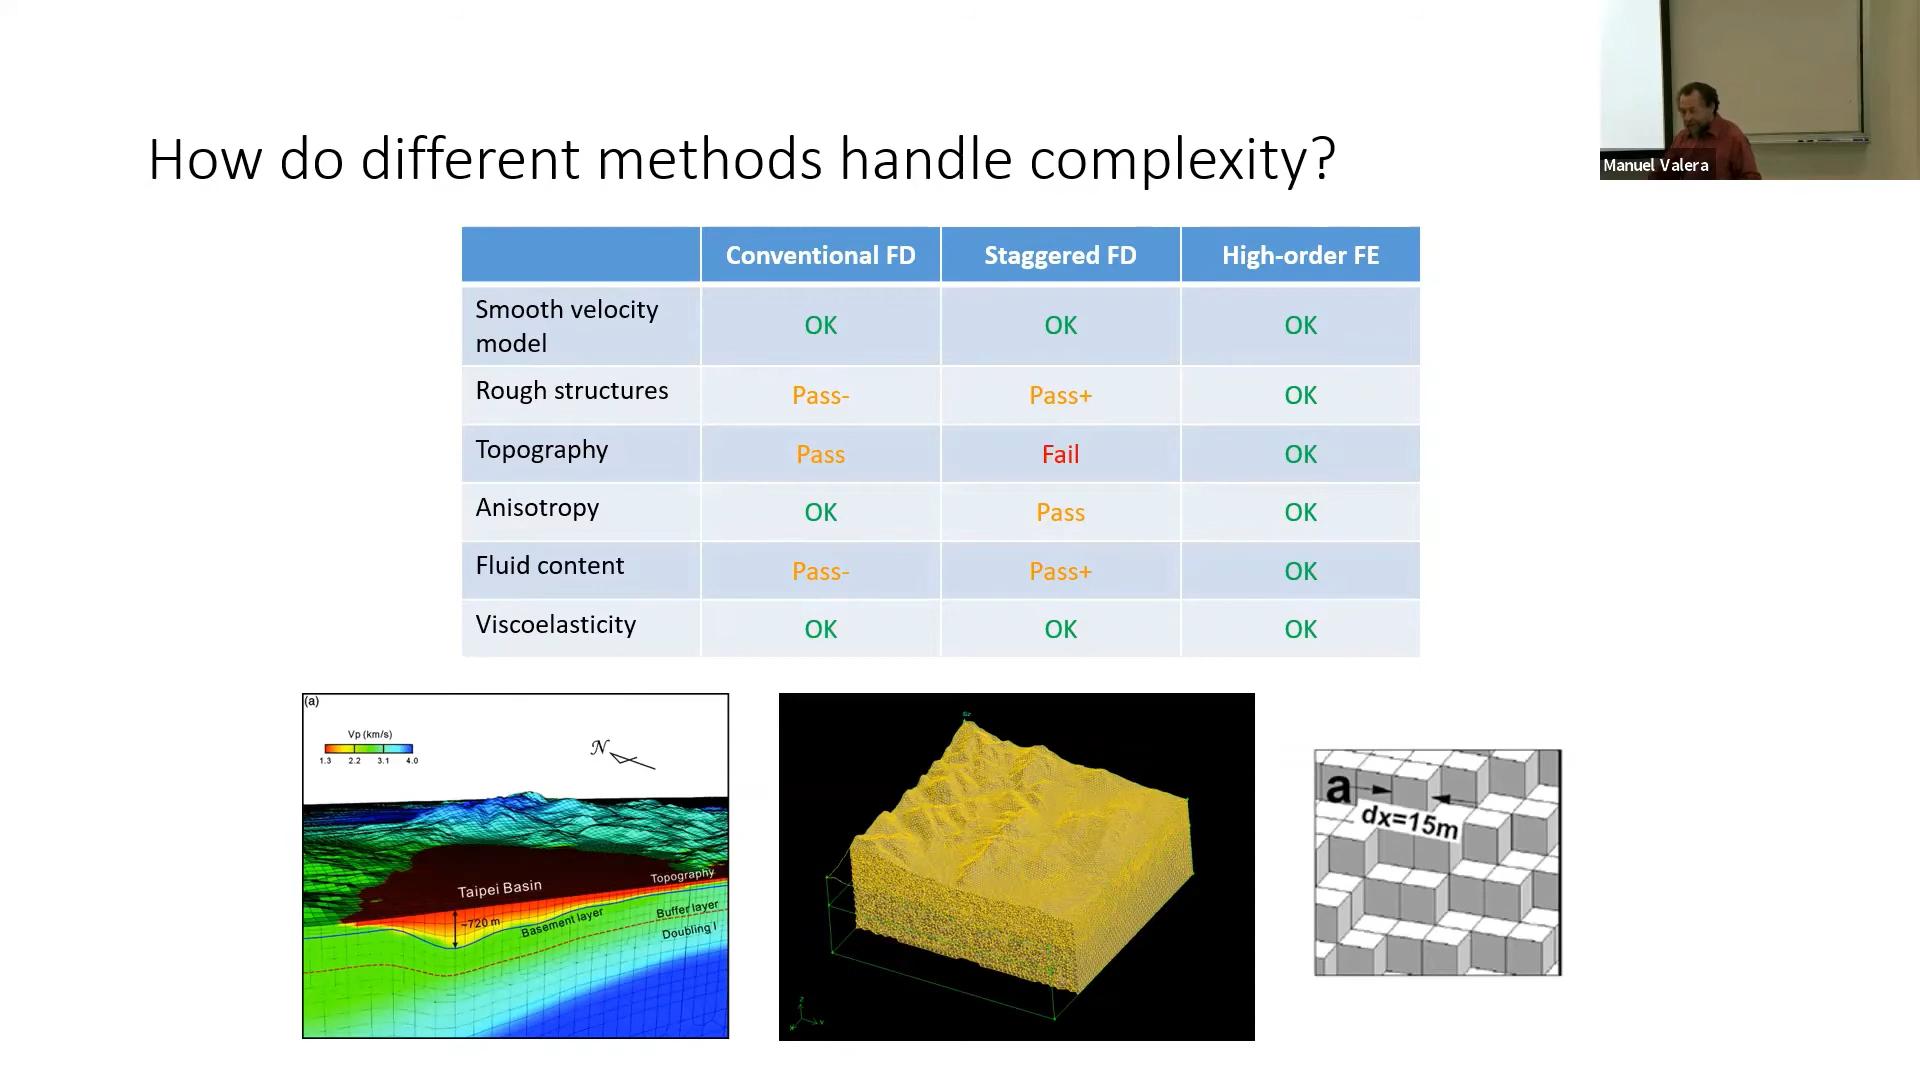 How do different methods handle complexity?
Manuel Valera
Conventional FD Staggered FD High-order FE
Smooth velocity
model
OK OK OK
Rough structures Pass- Pass+ OK
Topography Pass Fail OK
Anisotropy OK Pass OK
Fluid content Pass- Pass+ OK
Viscoelasticity OK OK OK
(a)
Vp (km/s)
1.3 2.2 3.1 4.0
N
Taipei Basin
Topography
~720 m
Basement layer
Buffer layer
Doubling I
a
dx=15m